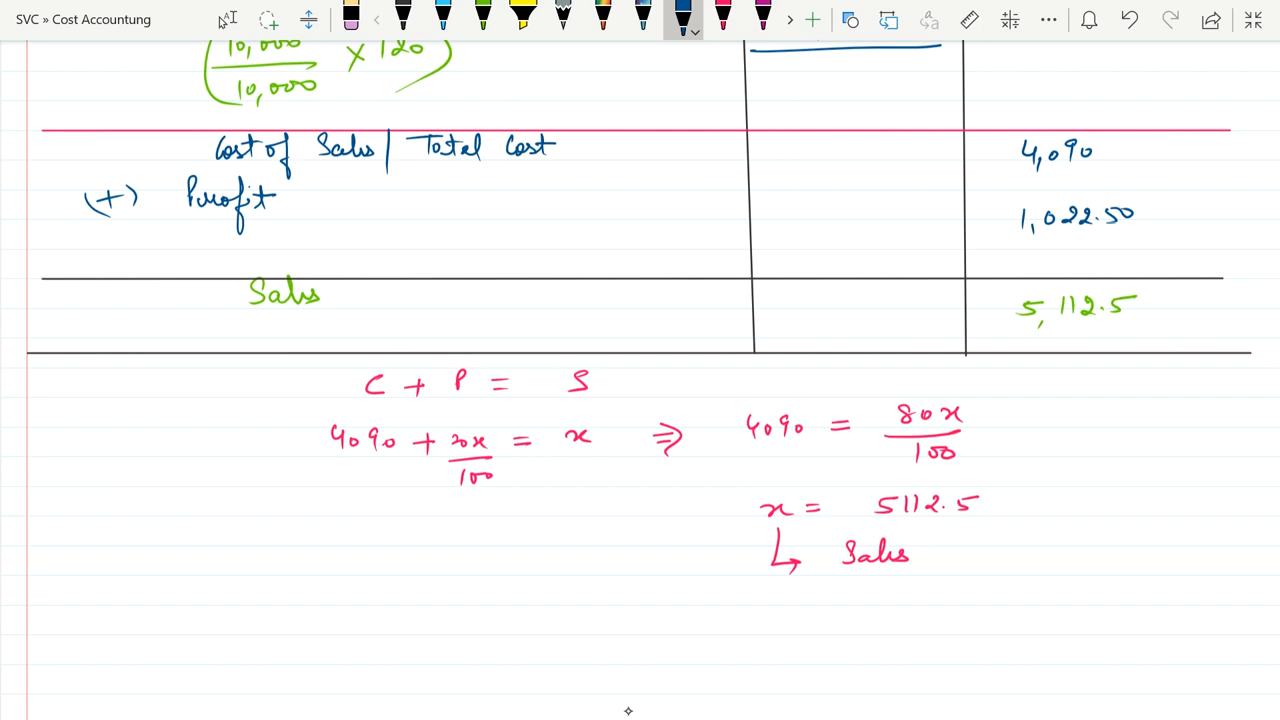 SVC » Cost Accountung
(10,000/10,000 × 120)
Cost of Sales | Total Cost 4,090
(+) Profit 1,022.50
Sales 5,112.5
C + P = S
4090 + 20x/100 = x ⇒ 4090 = 80x/100
x = 5112.5
↳ Sales